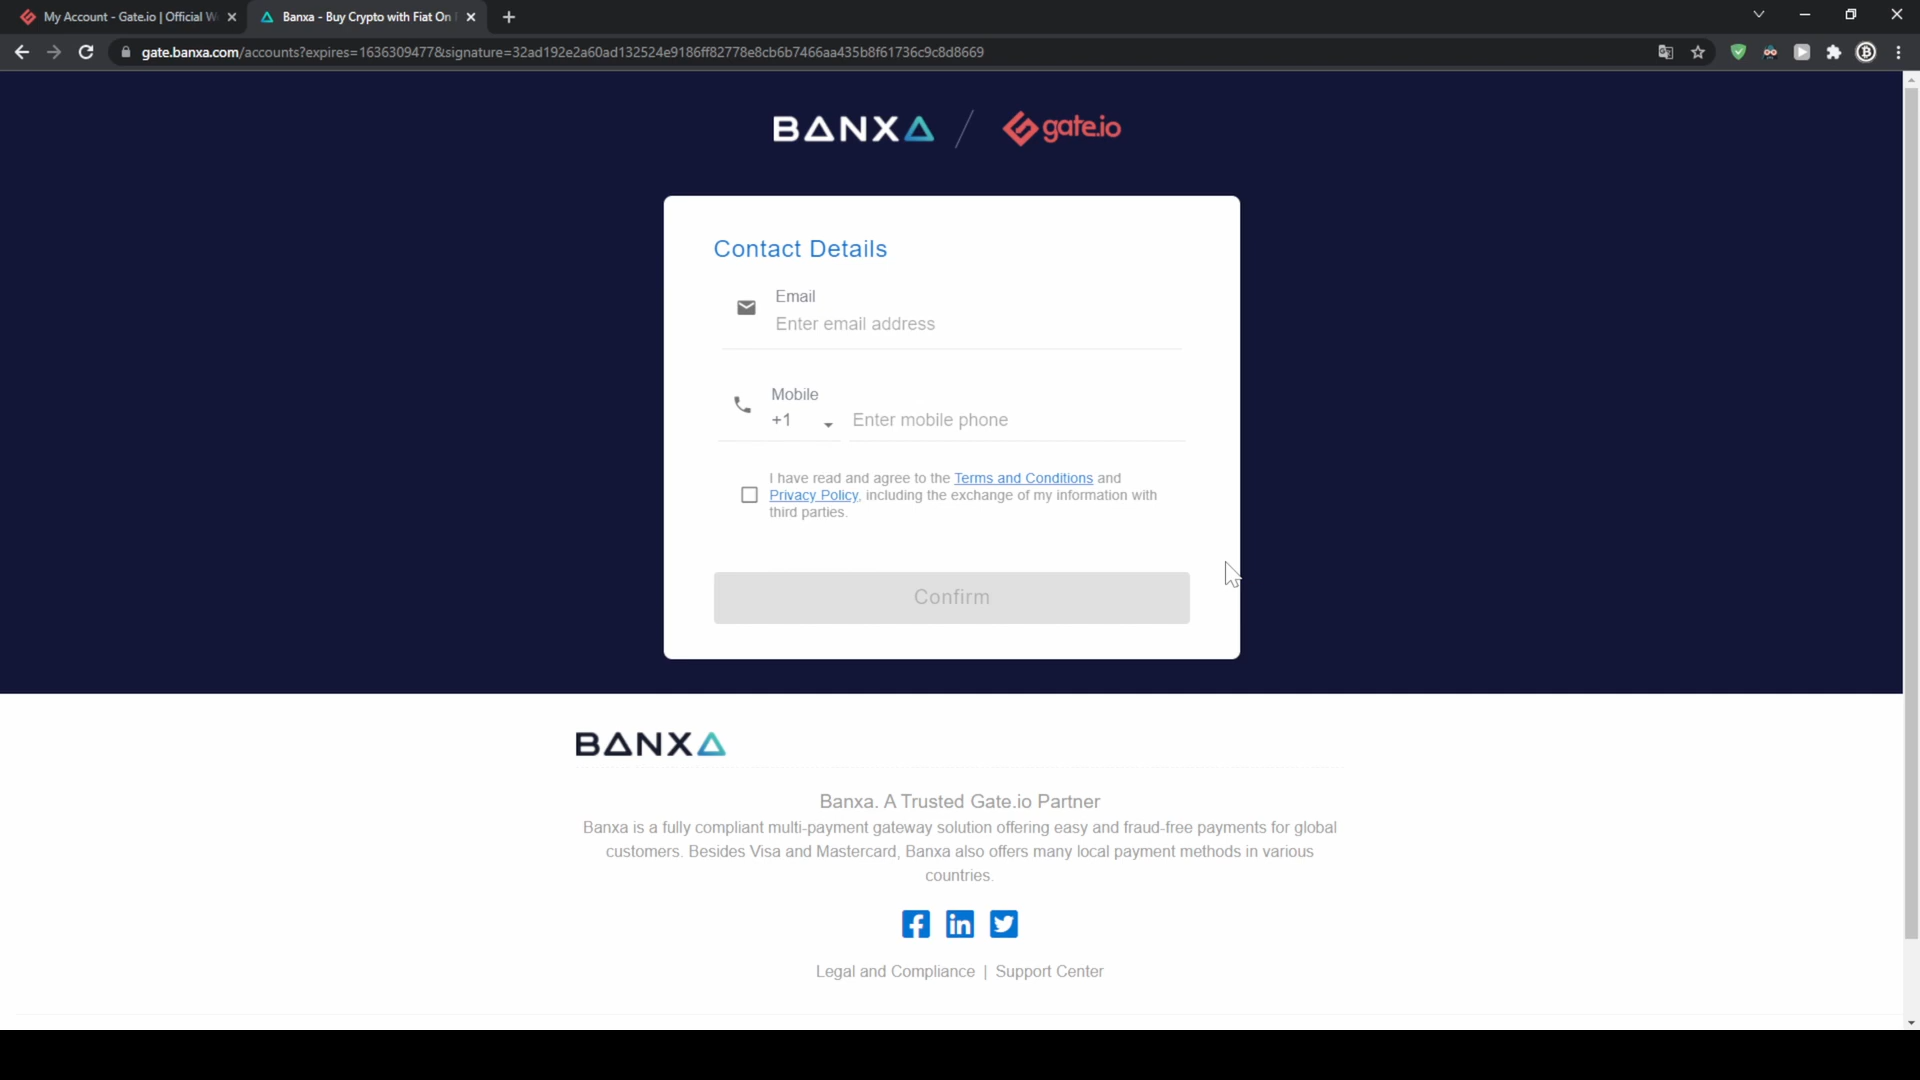 My Account - Gate.io | Official W
Banxa - Buy Crypto with Fiat On
gate.banxa.com/accounts?expires=1636309477&signature=32ad192e2a60ad132524e9186ff82778e8cb6b7466aa435b8f61736c9c8d8669
BANXA / gate.io
Contact Details
Email
Enter email address
Mobile
+1 Enter mobile phone
I have read and agree to the Terms and Conditions and
Privacy Policy, including the exchange of my information with
third parties.
Confirm
BANXA
Banxa. A Trusted Gate.io Partner
Banxa is a fully compliant multi-payment gateway solution offering easy and fraud-free payments for global
customers. Besides Visa and Mastercard, Banxa also offers many local payment methods in various
countries.
Legal and Compliance | Support Center